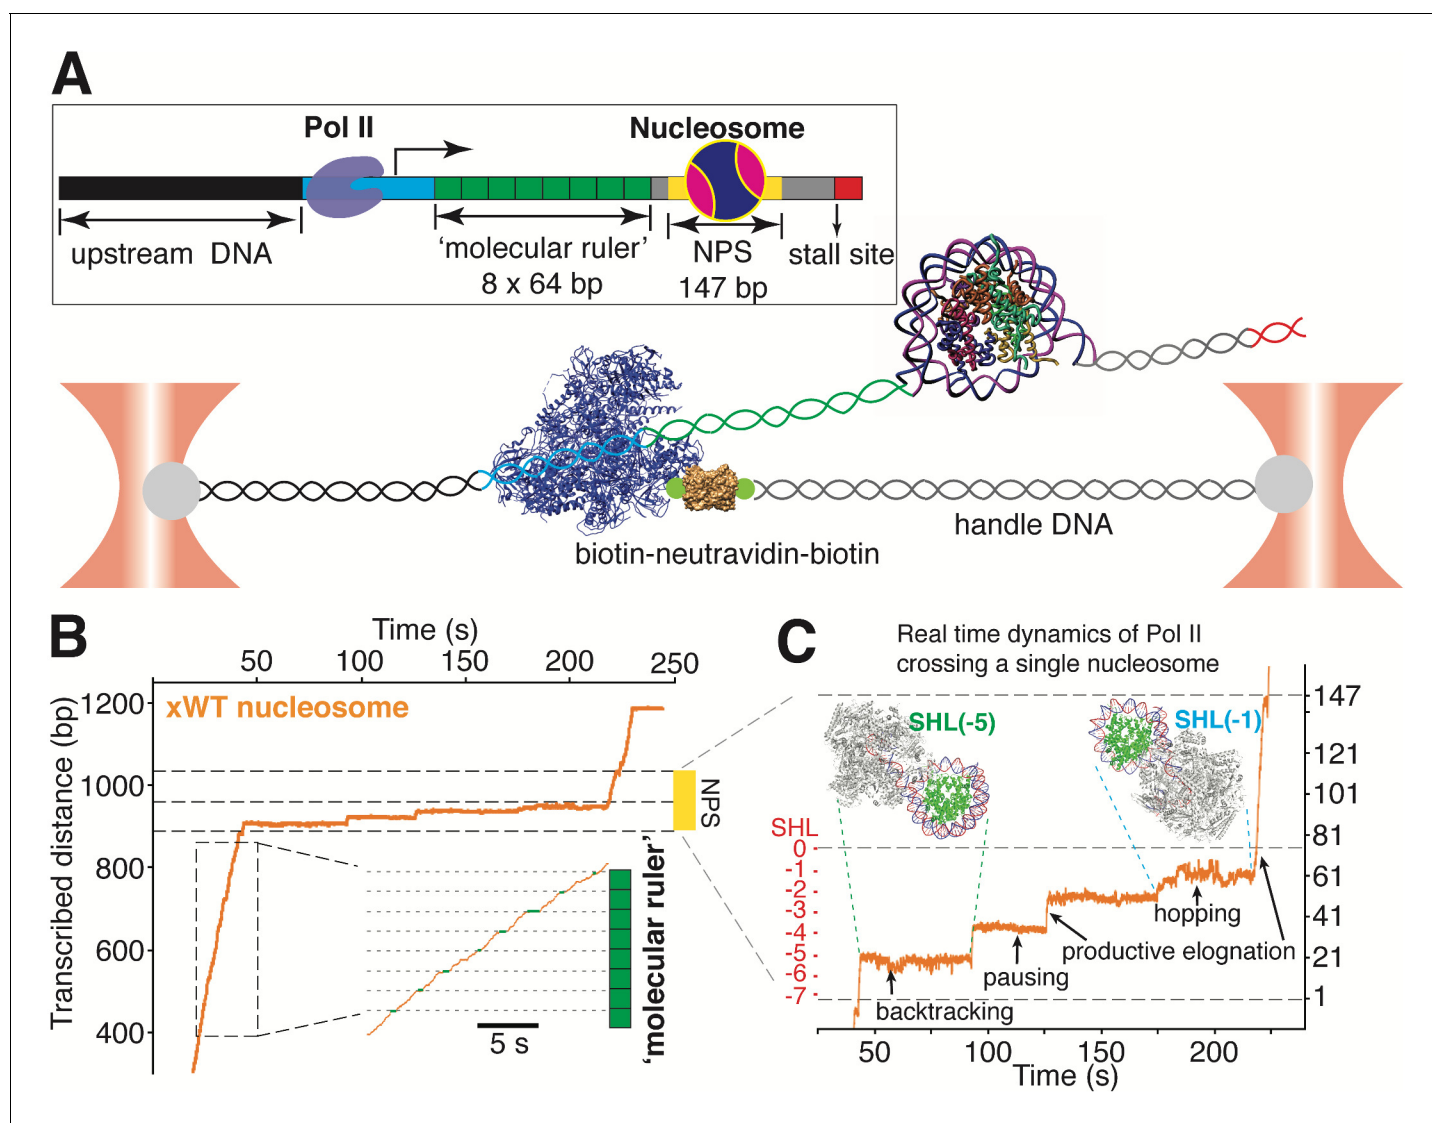 A
Pol II
Nucleosome
upstream DNA
'molecular ruler'
8 x 64 bp
NPS
147 bp
stall site
biotin-neutravidin-biotin
handle DNA
B
Time (s)
50 100 150 200 250
Transcribed distance (bp)
1200
1000
800
600
400
xWT nucleosome
NPS
'molecular ruler'
5 s
C
Real time dynamics of Pol II
crossing a single nucleosome
SHL(-5)
SHL(-1)
SHL
0
-1
-2
-3
-4
-5
-6
-7
147
121
101
81
61
41
21
1
hopping
productive elognation
pausing
backtracking
50 100 150 200
Time (s)